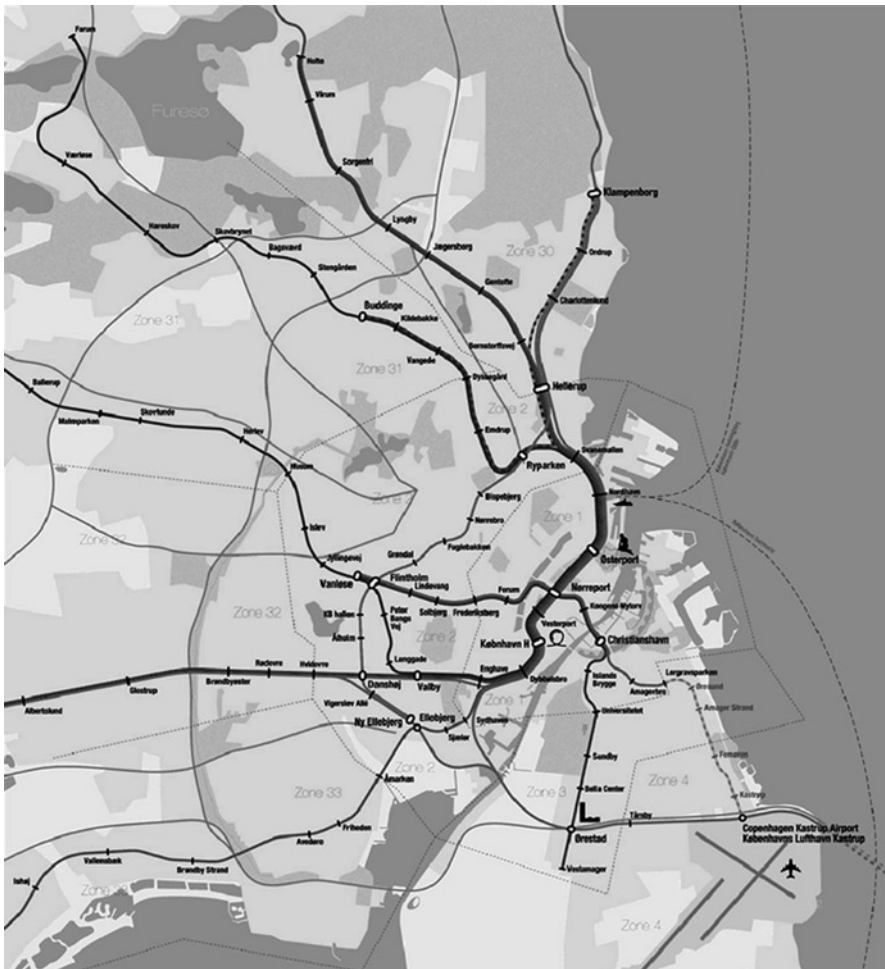 Farum
Holte
Virum
Furesø
Værløse
Sorgenfri
Klampenborg
Hareskov
Skovbrynet
Lyngby
Bagsværd
Jægersborg
Zone 30
Ordrup
Stengården
Gentofte
Charlottenlund
Buddinge
Zone 31
Kildebakke
Bernstorffsvej
Vangede
Zone 31
Dyssegård
Hellerup
Ballerup
Zone 2
Malmparken
Skovlunde
Emdrup
Herlev
Svanemøllen
Ryparken
Husum
Nordhavn
Bispebjerg
Islev
Nørrebro
Zone 1
Zone 32
Fuglebakken
Grøndal
Østerport
Jyllingevej
Flintholm
Vanløse
Lindevang
Forum
Nørreport
Solbjerg
Frederiksberg
Kongens Nytorv
Zone 32
KB hallen
Peter
Bangs
Vej
Zone 2
Vesterport
København H
Christianshavn
Ålholm
Langgade
Rødovre
Hvidovre
Enghave
Brøndbyøster
Danshøj
Valby
Dybbølsbro
Islands
Brygge
Lergravsparken
Glostrup
Amagerbro
Øresund
Albertslund
Vigerslev Allé
Zone 1
Amager Strand
Ny Ellebjerg
Ellebjerg
Sydhavn
Universitetet
Sjælør
Sundby
Femøren
Åmarken
Zone 2
Zone 3
Zone 4
Zone 33
Bella Center
Kastrup
Friheden
Tårnby
Avedøre
Ørestad
Copenhagen Kastrup Airport
Københavns Lufthavn Kastrup
Vallensbæk
Brøndby Strand
Vestamager
Ishøj
Zone 4